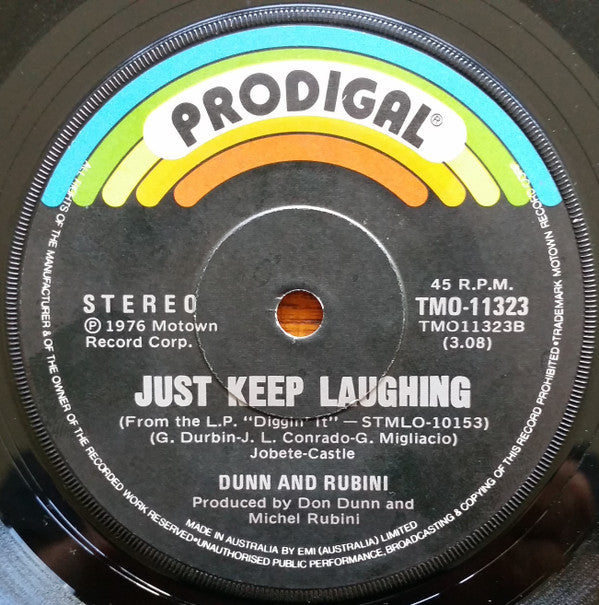 PRODIGAL®
STEREO
Ⓟ 1976 Motown
Record Corp.
45 R.P.M.
TMO-11323
TMO11323B
(3.08)
JUST KEEP LAUGHING
(From the L.P. "Diggin' It" — STMLO-10153)
(G. Durbin-J. L. Conrado-G. Migliacio)
Jobete-Castle
DUNN AND RUBINI
Produced by Don Dunn and
Michel Rubini
MADE IN AUSTRALIA BY EMI (AUSTRALIA) LIMITED
ALL RIGHTS OF THE MANUFACTURER & OF THE OWNER OF THE RECORDED WORK RESERVED•UNAUTHORISED PUBLIC PERFORMANCE, BROADCASTING & COPYING OF THIS RECORD PROHIBITED•TRADEMARK MOTOWN RECORD